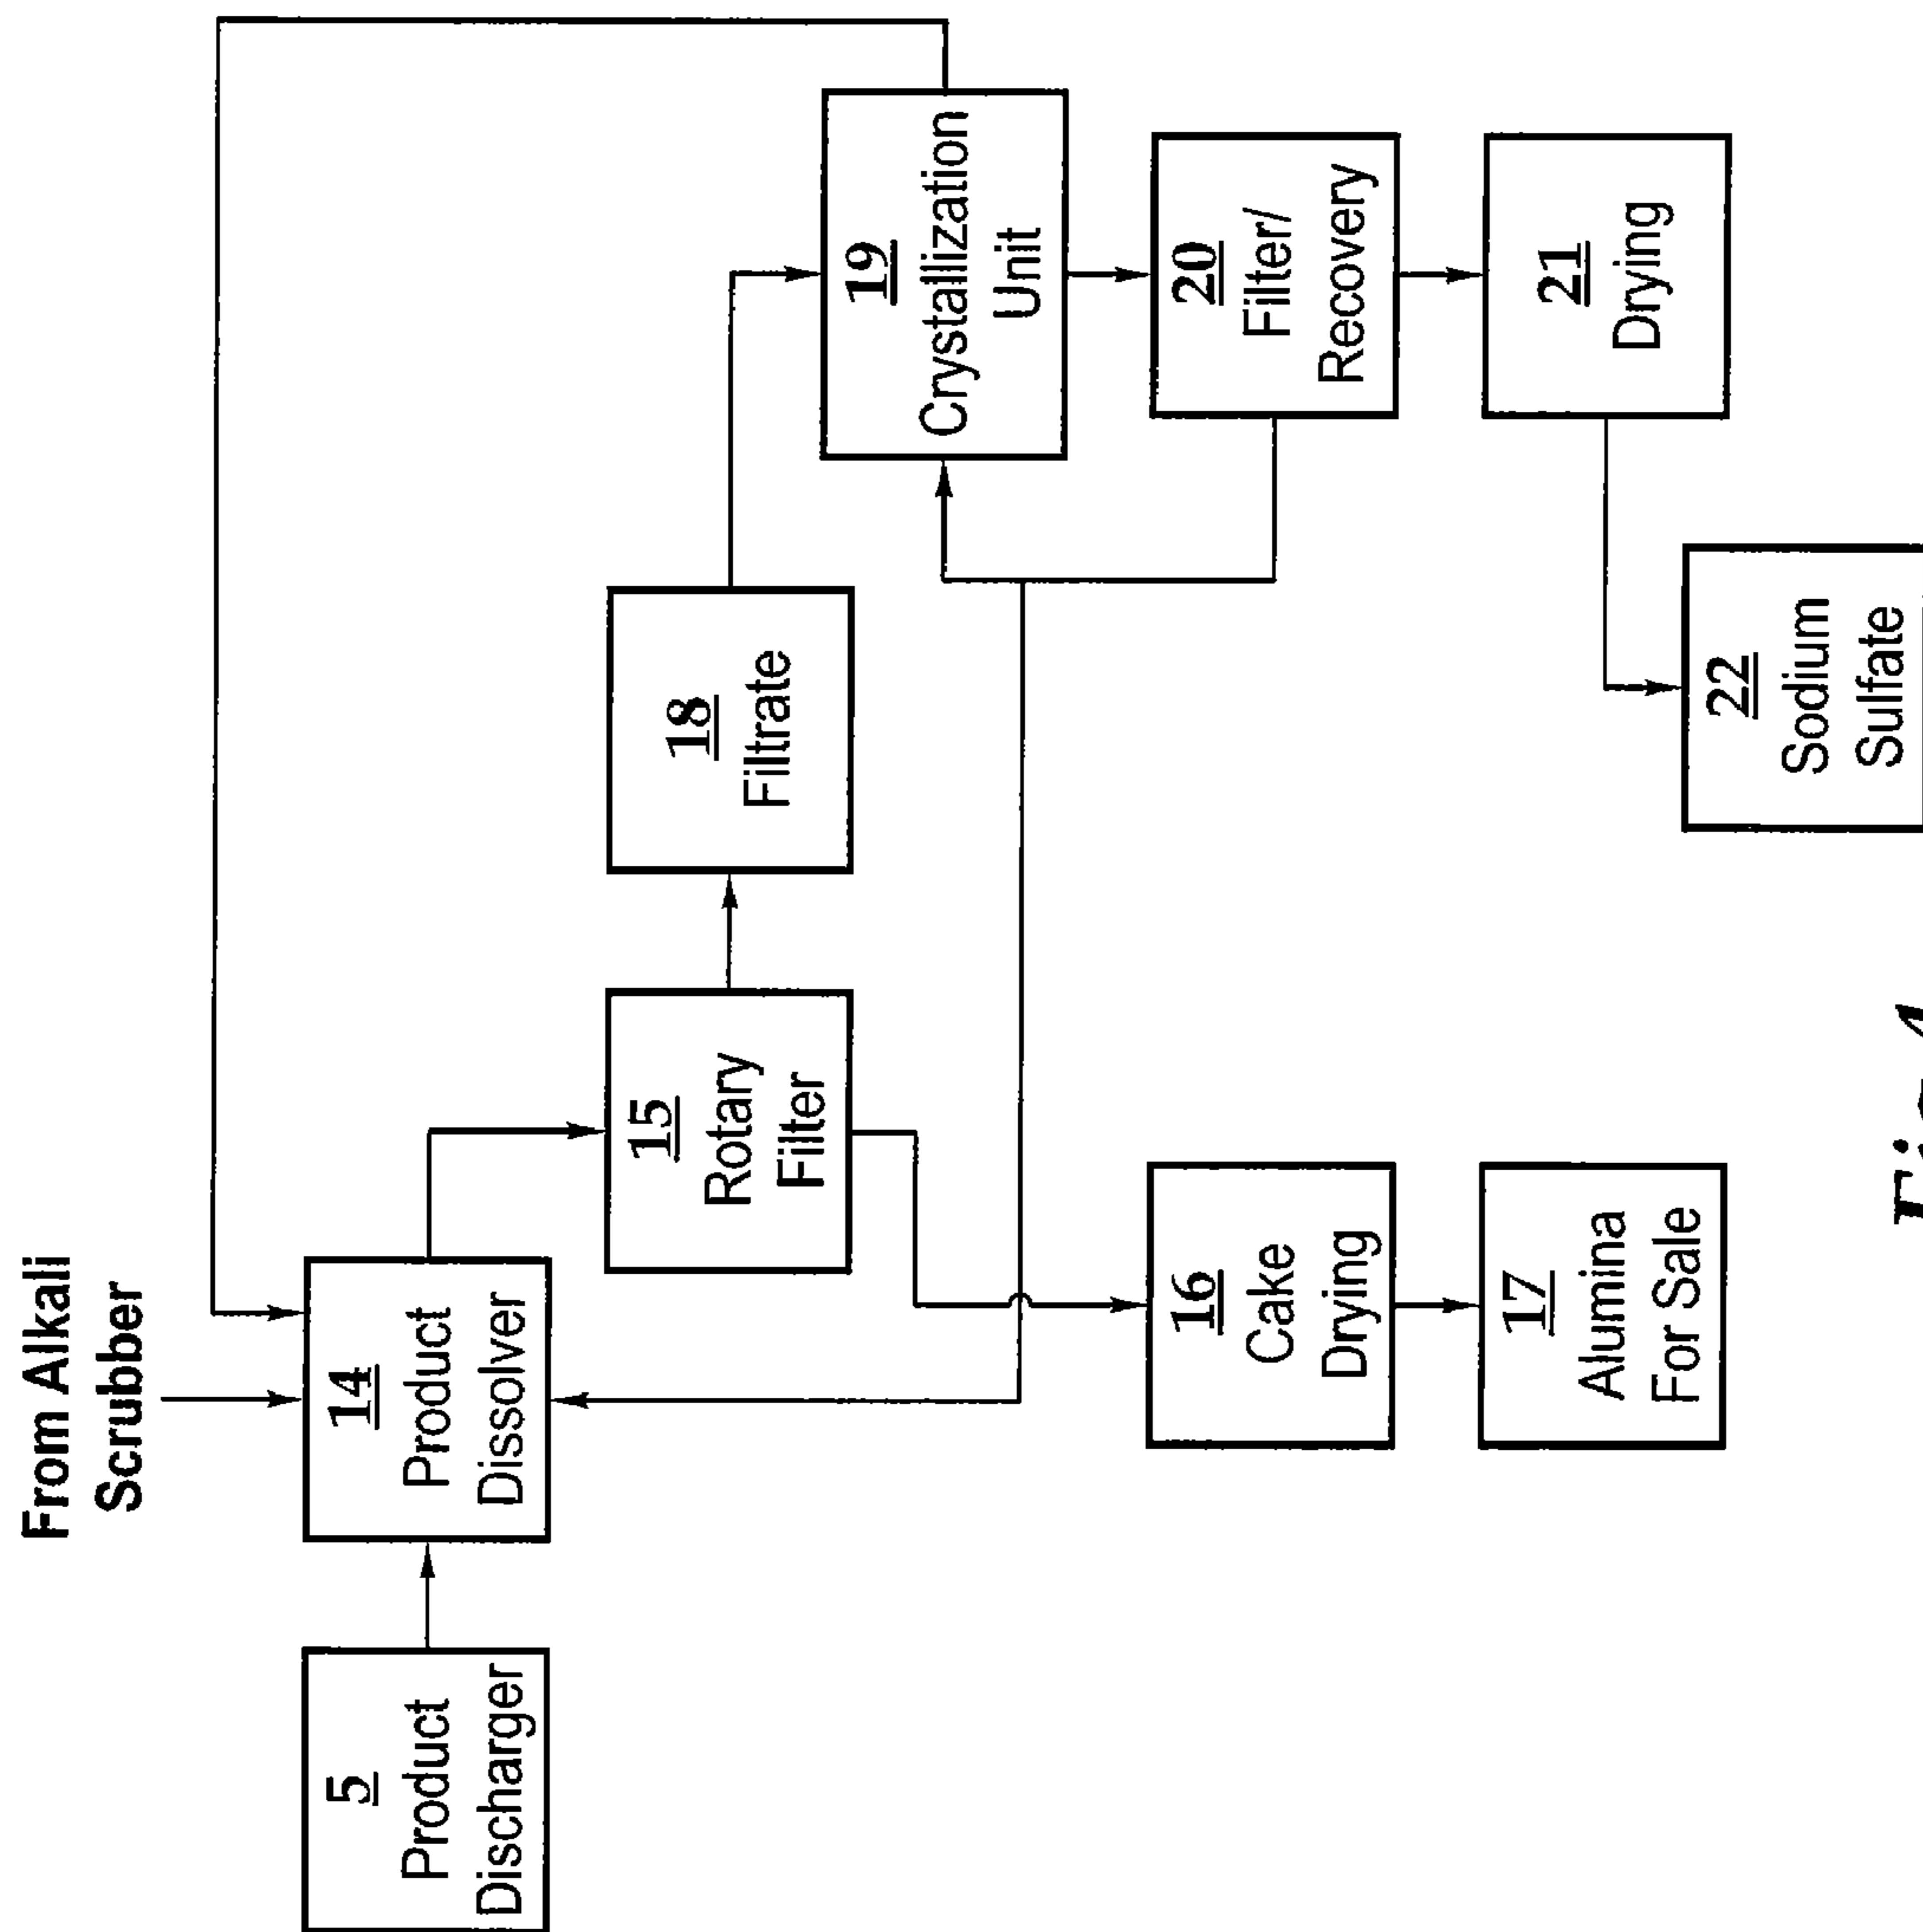 From Alkali
Scrubber
5
Product
Discharger
14
Product
Dissolver
15
Rotary
Filter
18
Filtrate
19
Crystallization
Unit
16
Cake
Drying
20
Filter/
Recovery
17
Alumina
For Sale
21
Drying
22
Sodium
Sulfate